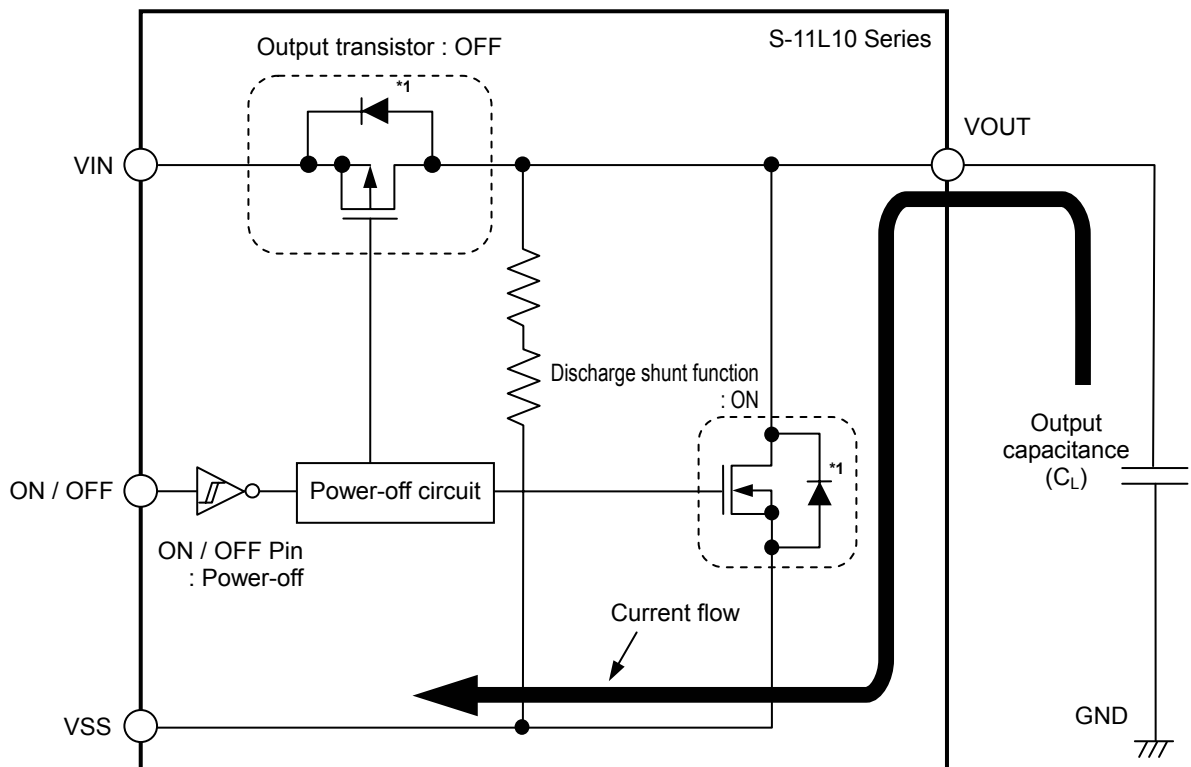 S-11L10 Series
Output transistor : OFF
*1
VOUT
VIN
Discharge shunt function
: ON
*1
Output
capacitance
(CL)
ON / OFF
Power-off circuit
ON / OFF Pin
: Power-off
Current flow
GND
VSS